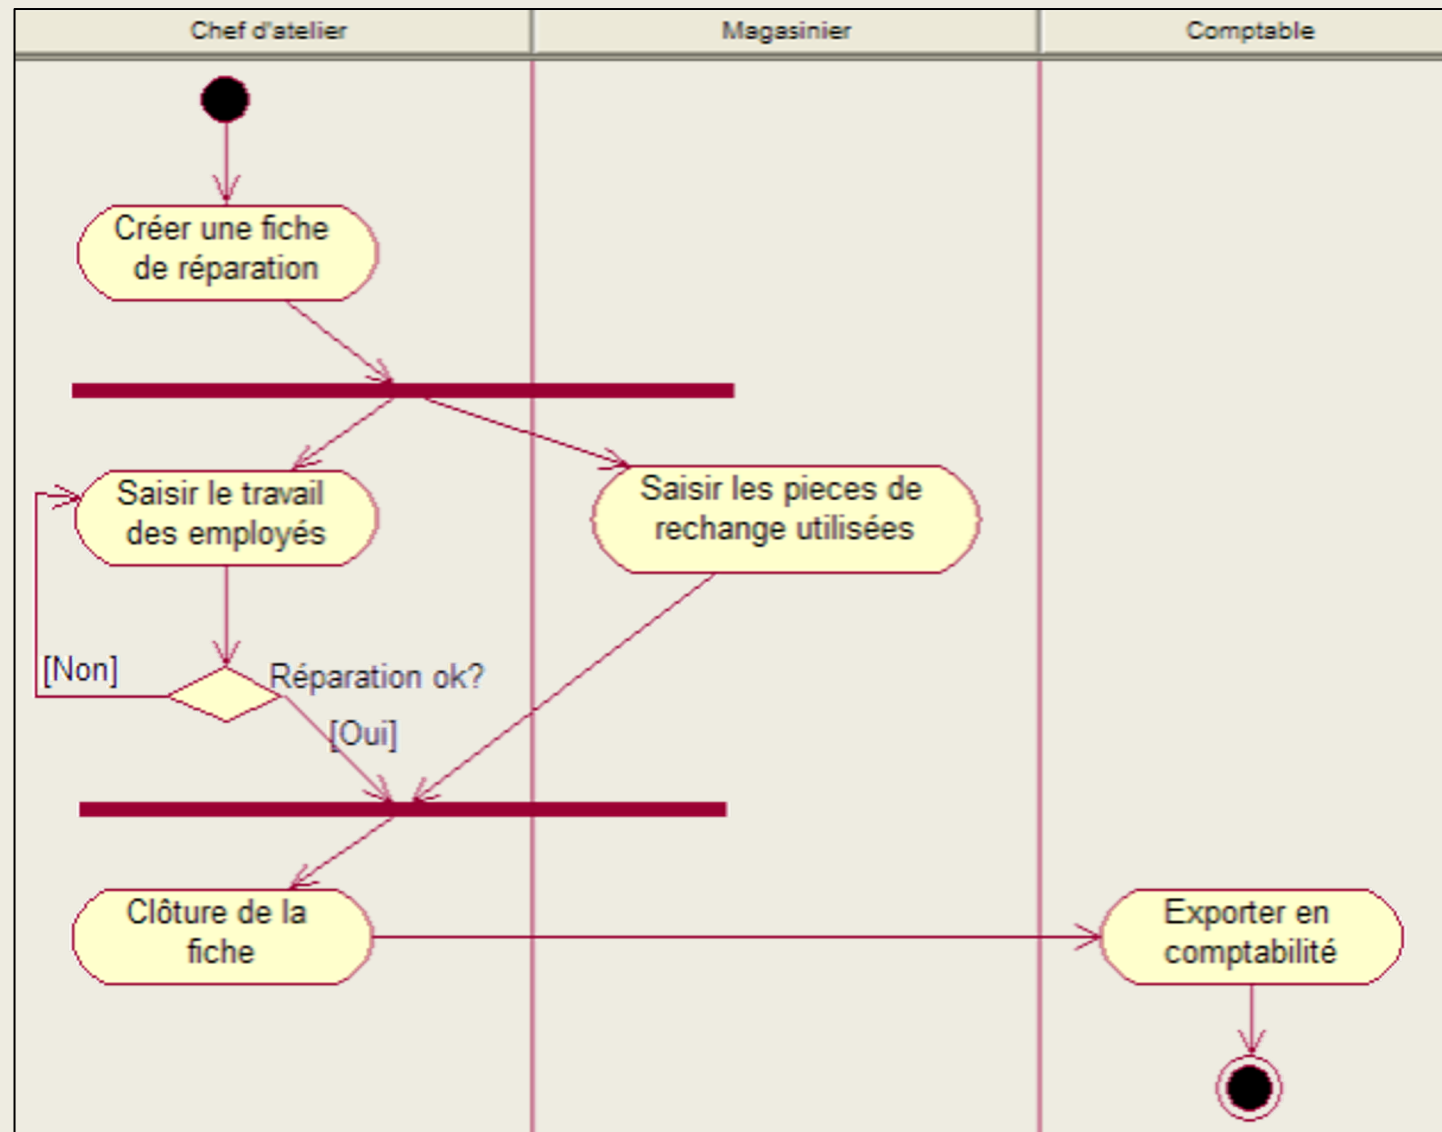 Chef d'atelier
Magasinier
Comptable
Créer une fiche
de réparation
Saisir le travail
des employés
Saisir les pieces de
rechange utilisées
[Non]
Réparation ok?
[Oui]
Clôture de la
fiche
Exporter en
comptabilité